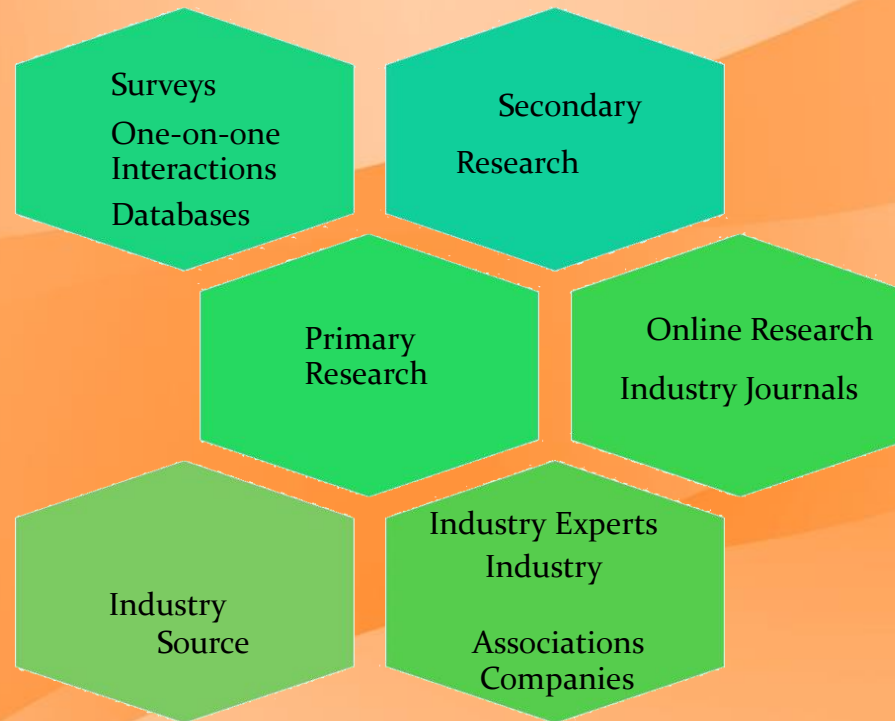 Surveys
One-on-one
Interactions
Databases
Secondary
Research
Primary
Research
Online Research
Industry Journals
Industry
Source
Industry Experts
Industry
Associations
Companies